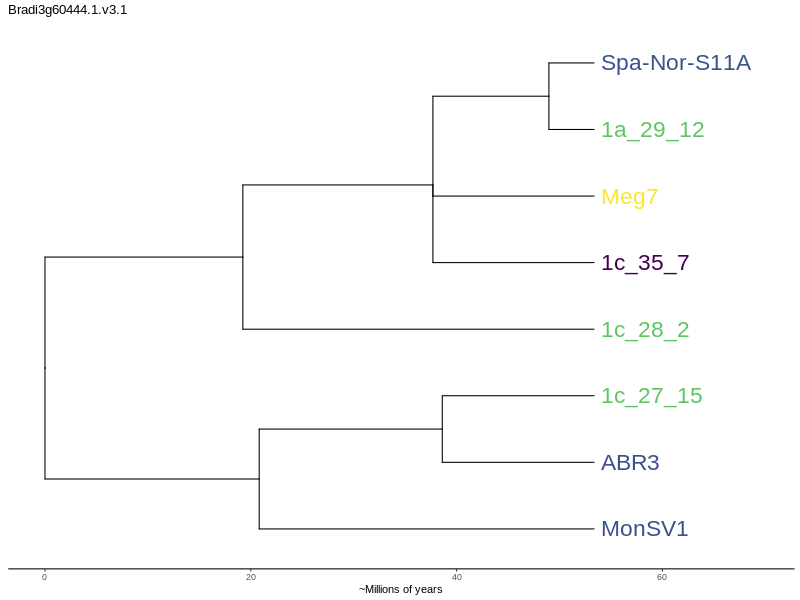 Bradi3g60444.1.v3.1
Spa-Nor-S11A
1a_29_12
Meg7
1c_35_7
1c_28_2
1c_27_15
ABR3
MonSV1
0 20 40 60
~Millions of years